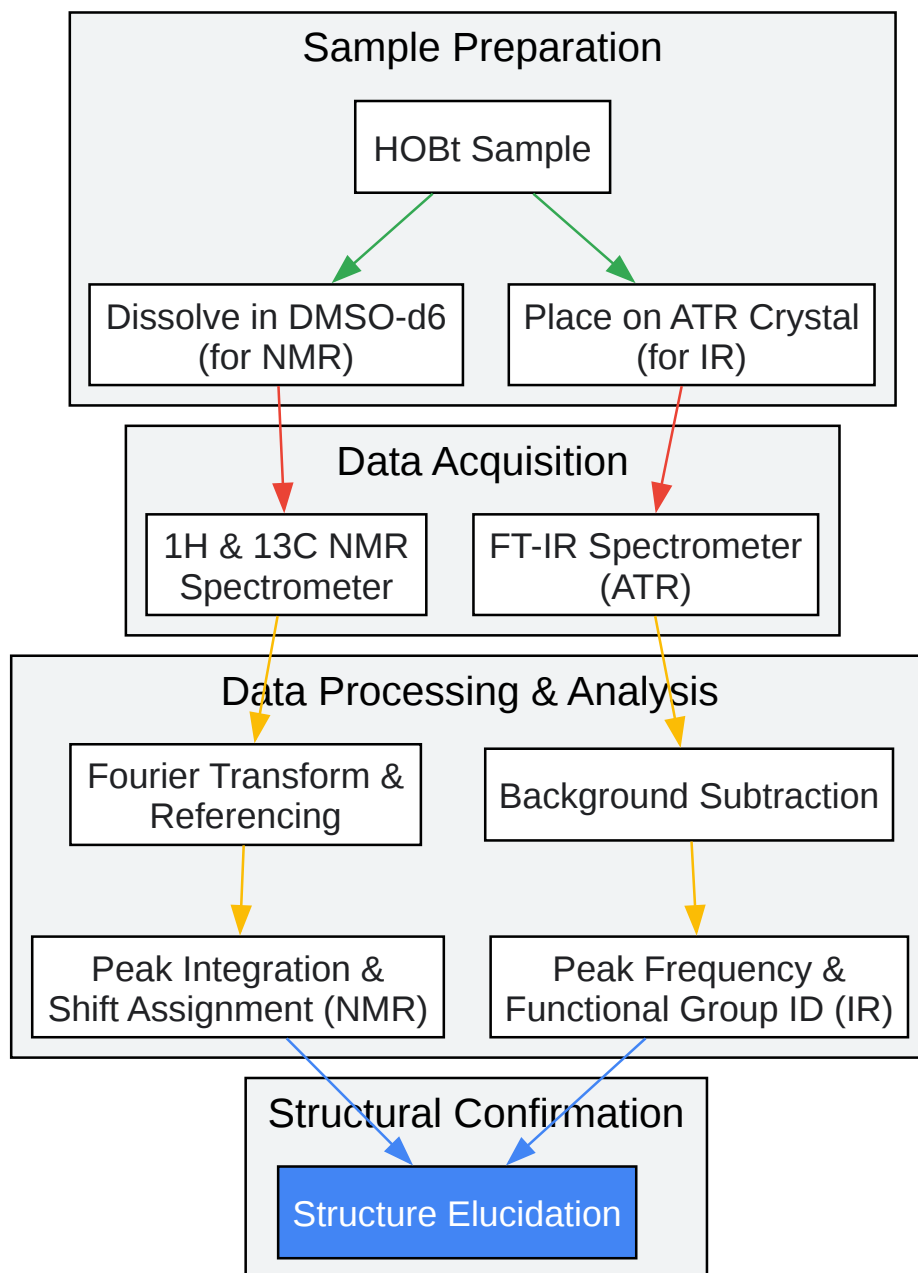 Sample Preparation
HOBt Sample
Dissolve in DMSO-d6
(for NMR)
Place on ATR Crystal
(for IR)
Data Acquisition
1H & 13C NMR
Spectrometer
FT-IR Spectrometer
(ATR)
Data Processing & Analysis
Fourier Transform &
Referencing
Background Subtraction
Peak Integration &
Shift Assignment (NMR)
Peak Frequency &
Functional Group ID (IR)
Structural Confirmation
Structure Elucidation